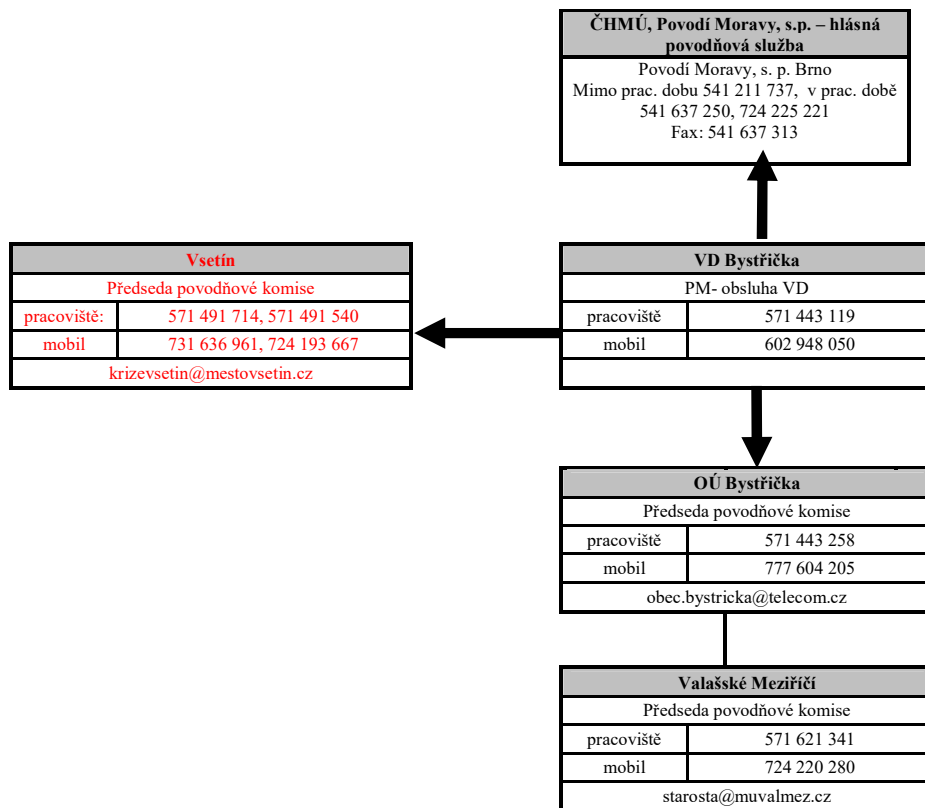 ČHMÚ, Povodí Moravy, s.p. – hlásná
povodňová služba
Povodí Moravy, s. p. Brno
Mimo prac. dobu 541 211 737, v prac. době
541 637 250, 724 225 221
Fax: 541 637 313
Vsetín
Předseda povodňové komise
pracoviště: 571 491 714, 571 491 540
mobil 731 636 961, 724 193 667
krizevsetin@mestovsetin.cz
VD Bystřička
PM- obsluha VD
pracoviště 571 443 119
mobil 602 948 050
OÚ Bystřička
Předseda povodňové komise
pracoviště 571 443 258
mobil 777 604 205
obec.bystricka@telecom.cz
Valašské Meziříčí
Předseda povodňové komise
pracoviště 571 621 341
mobil 724 220 280
starosta@muvalmez.cz